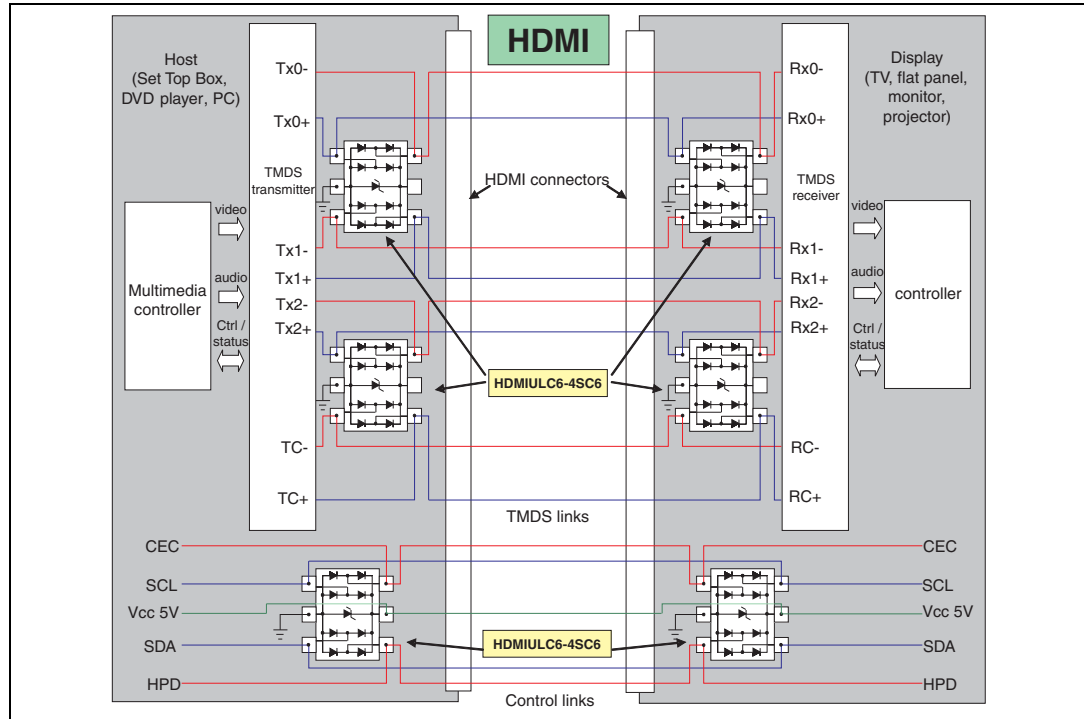 HDMI
Host
(Set Top Box,
DVD player, PC)
Display
(TV, flat panel,
monitor,
projector)
Tx0-
Tx0+
TMDS
transmitter
Tx1-
Tx1+
Tx2-
Tx2+
TC-
TC+
Rx0-
Rx0+
TMDS
receiver
Rx1-
Rx1+
Rx2-
Rx2+
RC-
RC+
HDMI connectors
Multimedia
controller
video
audio
Ctrl /
status
video
audio
Ctrl /
status
controller
HDMIULC6-4SC6
TMDS links
CEC
SCL
Vcc 5V
SDA
HPD
CEC
SCL
Vcc 5V
SDA
HPD
HDMIULC6-4SC6
Control links